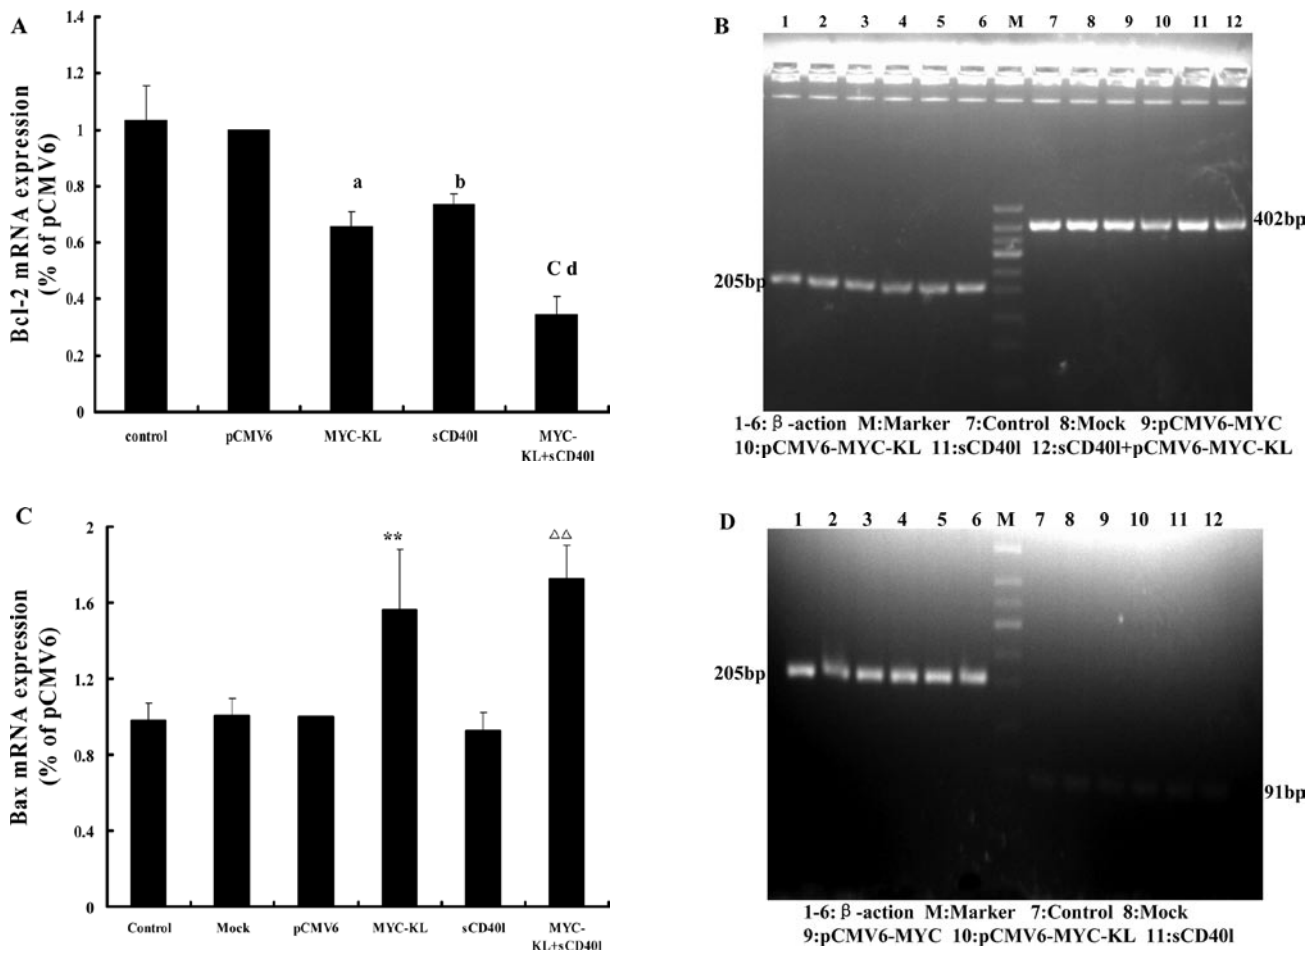 A
Bcl-2 mRNA expression
(% of pCMV6)
1.4
1.2
1
0.8
0.6
0.4
0.2
0
a
b
C d
control pCMV6 MYC-KL sCD40l MYC-
KL+sCD40l
B
1 2 3 4 5 6 M 7 8 9 10 11 12
402bp
205bp
1-6: β-action M:Marker 7:Control 8:Mock 9:pCMV6-MYC
10:pCMV6-MYC-KL 11:sCD40l 12:sCD40l+pCMV6-MYC-KL
C
Bax mRNA expression
(% of pCMV6)
2
1.6
1.2
0.8
0.4
0
**
△△
Control Mock pCMV6 MYC-KL sCD40l MYC-
KL+sCD40l
D
1 2 3 4 5 6 M 7 8 9 10 11 12
205bp
91bp
1-6: β-action M:Marker 7:Control 8:Mock
9:pCMV6-MYC 10:pCMV6-MYC-KL 11:sCD40l